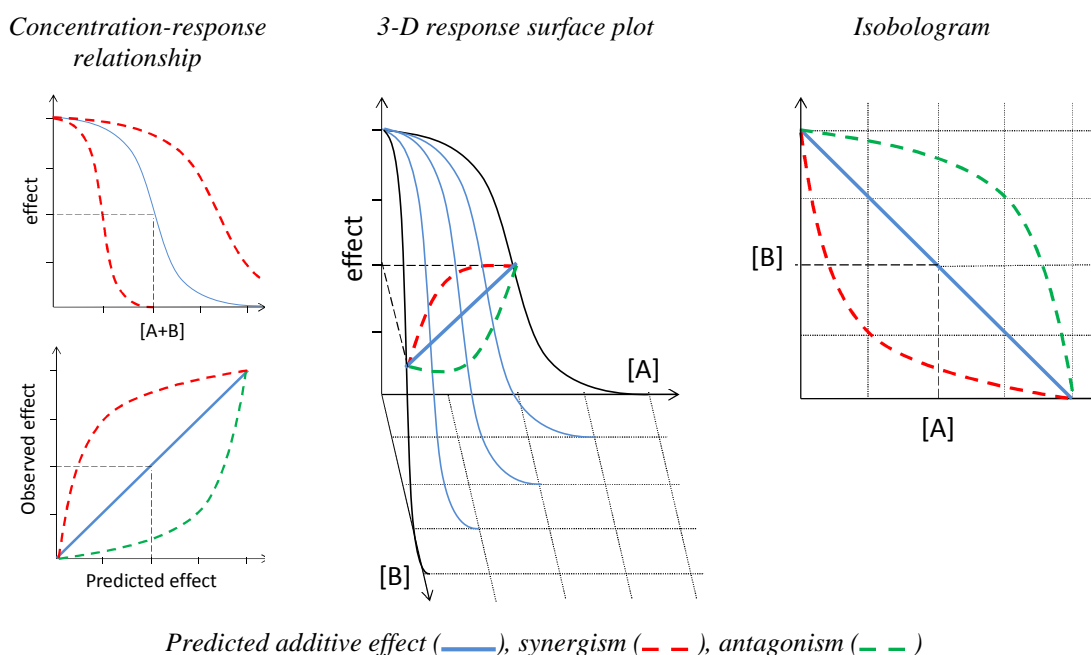 Concentration-response
relationship
3-D response surface plot
Isobologram
effect
[A+B]
Observed effect
Predicted effect
effect
[A]
[B]
[B]
[A]
Predicted additive effect ( ), synergism ( ), antagonism ( )